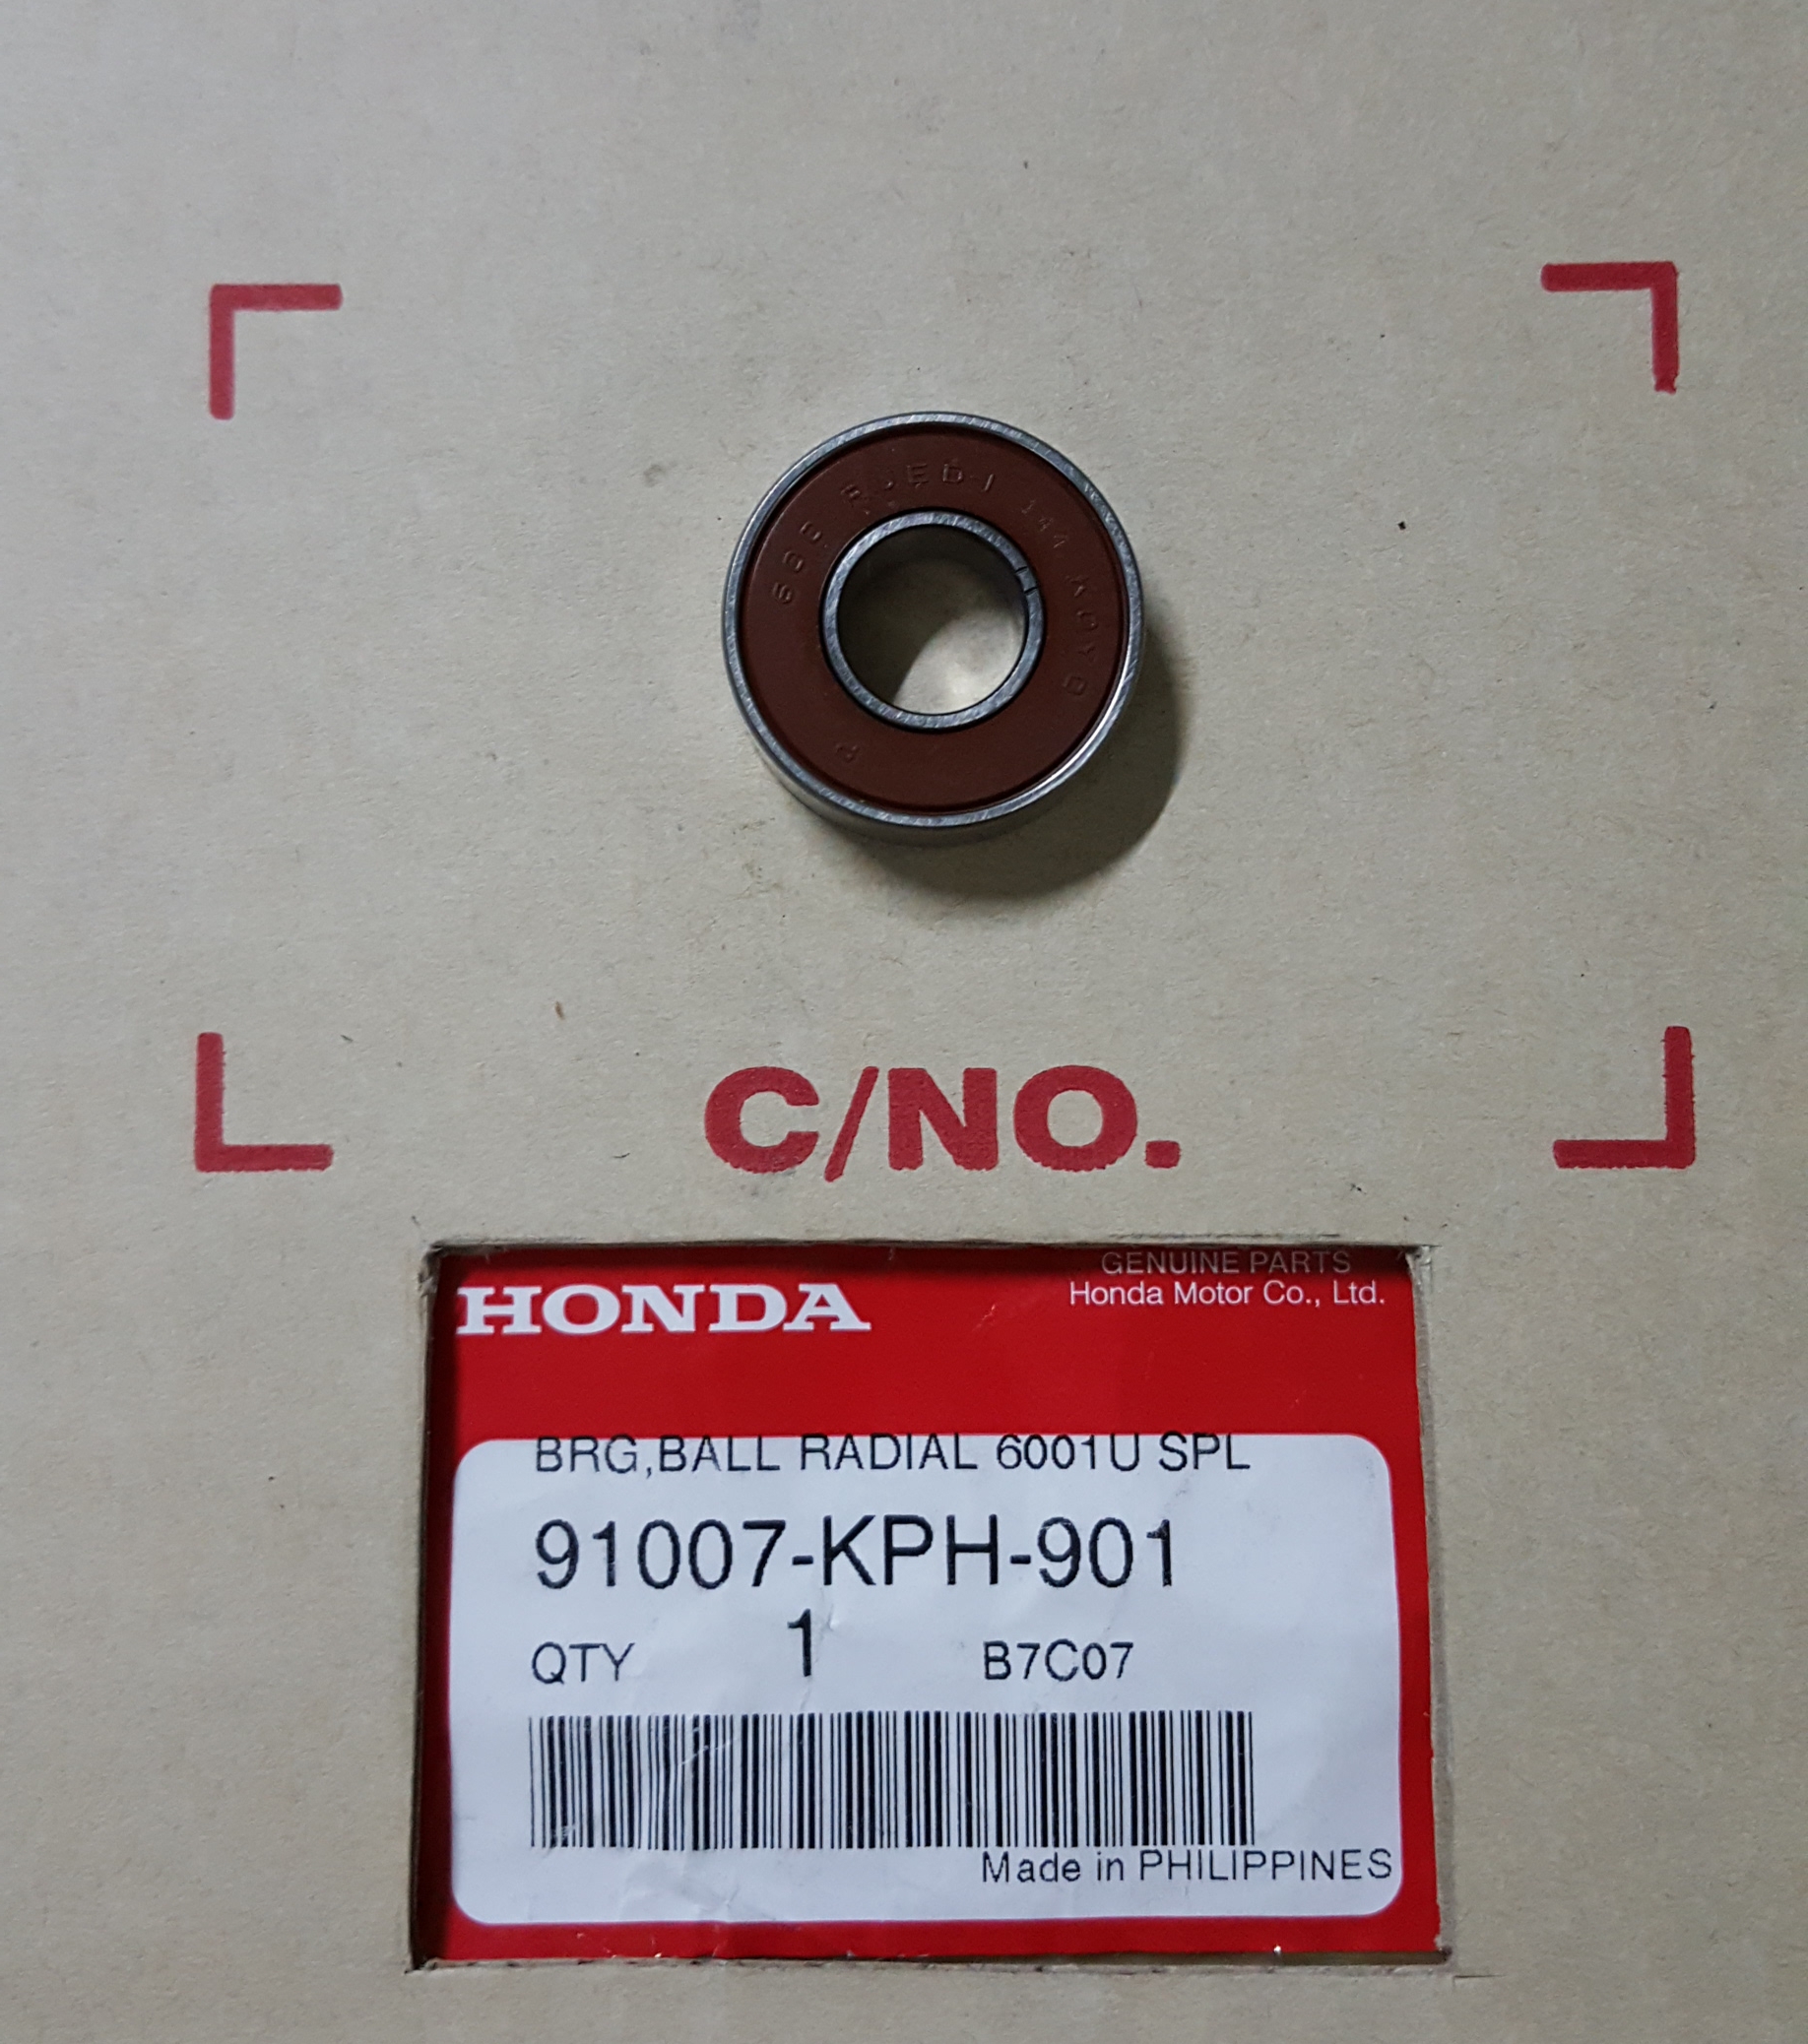 KOYO
C/NO.
HONDA
GENUINE PARTS
Honda Motor Co., Ltd.
BRG,BALL RADIAL 6001U SPL
91007-KPH-901
QTY 1 B7C07
Made in PHILIPPINES